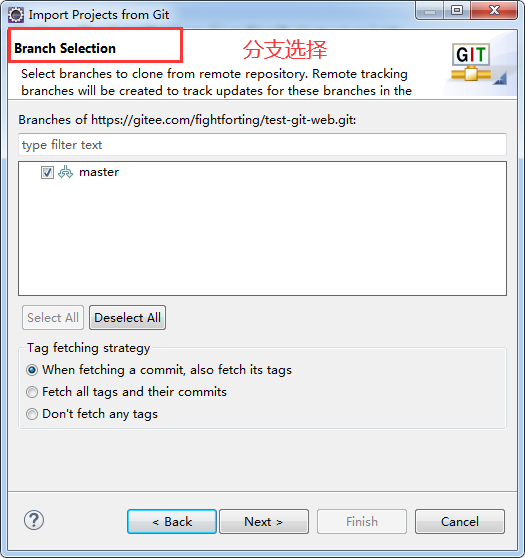 Import Projects from Git
Branch Selection
分支选择
GIT
Select branches to clone from remote repository. Remote tracking
branches will be created to track updates for these branches in the
Branches of https://gitee.com/fightforting/test-git-web.git:
type filter text
master
Select All
Deselect All
Tag fetching strategy
When fetching a commit, also fetch its tags
Fetch all tags and their commits
Don't fetch any tags
?
< Back
Next >
Finish
Cancel